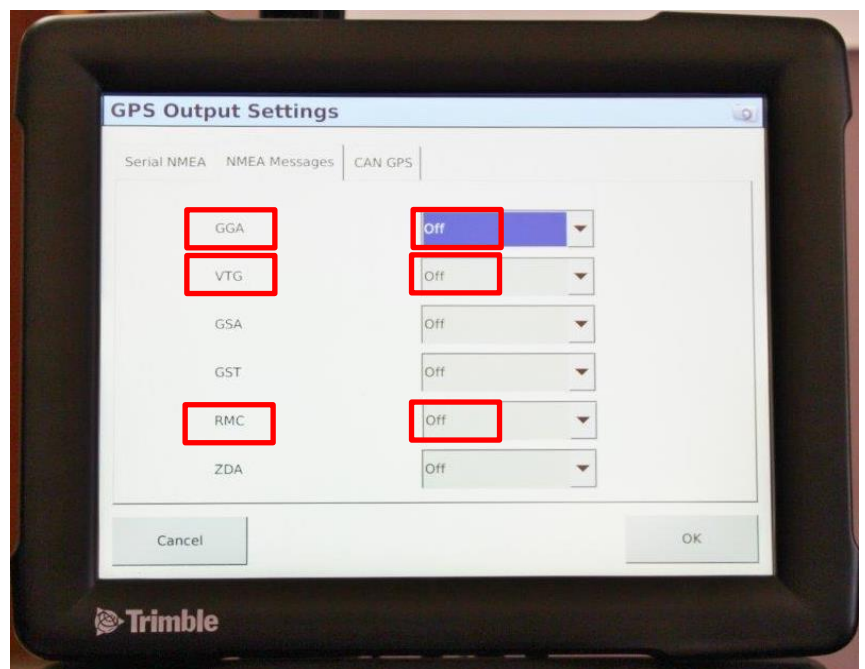 GPS Output Settings
Serial NMEA NMEA Messages CAN GPS
GGA Off
VTG Off
GSA Off
GST Off
RMC Off
ZDA Off
Cancel OK
Trimble